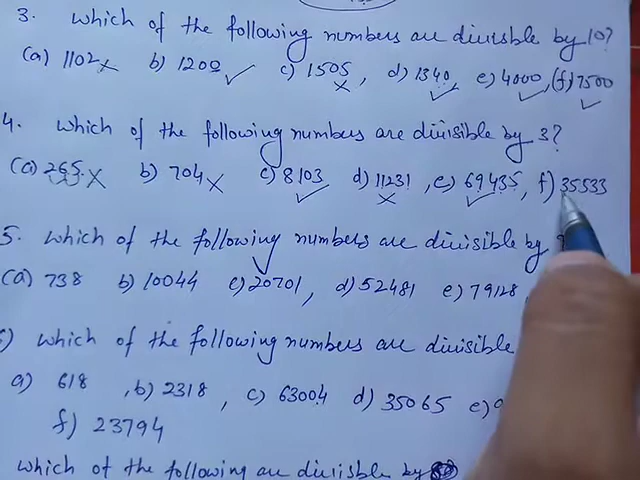 3. Which of the following numbers are divisible by 10?
(a) 1102 × b) 1200 ✓ c) 1505 ×, d) 1340 ✓ e) 4000 ✓, (f) 7500 ✓
4. Which of the following numbers are divisible by 3?
(a) 265 × b) 704 × c) 8103 ✓ d) 11231 ×, e) 69435 ✓, f) 35533
5. Which of the following numbers are divisible by
(a) 738 b) 10044 c) 20701, d) 52481 e) 79128
) Which of the following numbers are divisible
a) 618, b) 2318, c) 63004 d) 35065 e)
f) 23794
which of the following are divisible by